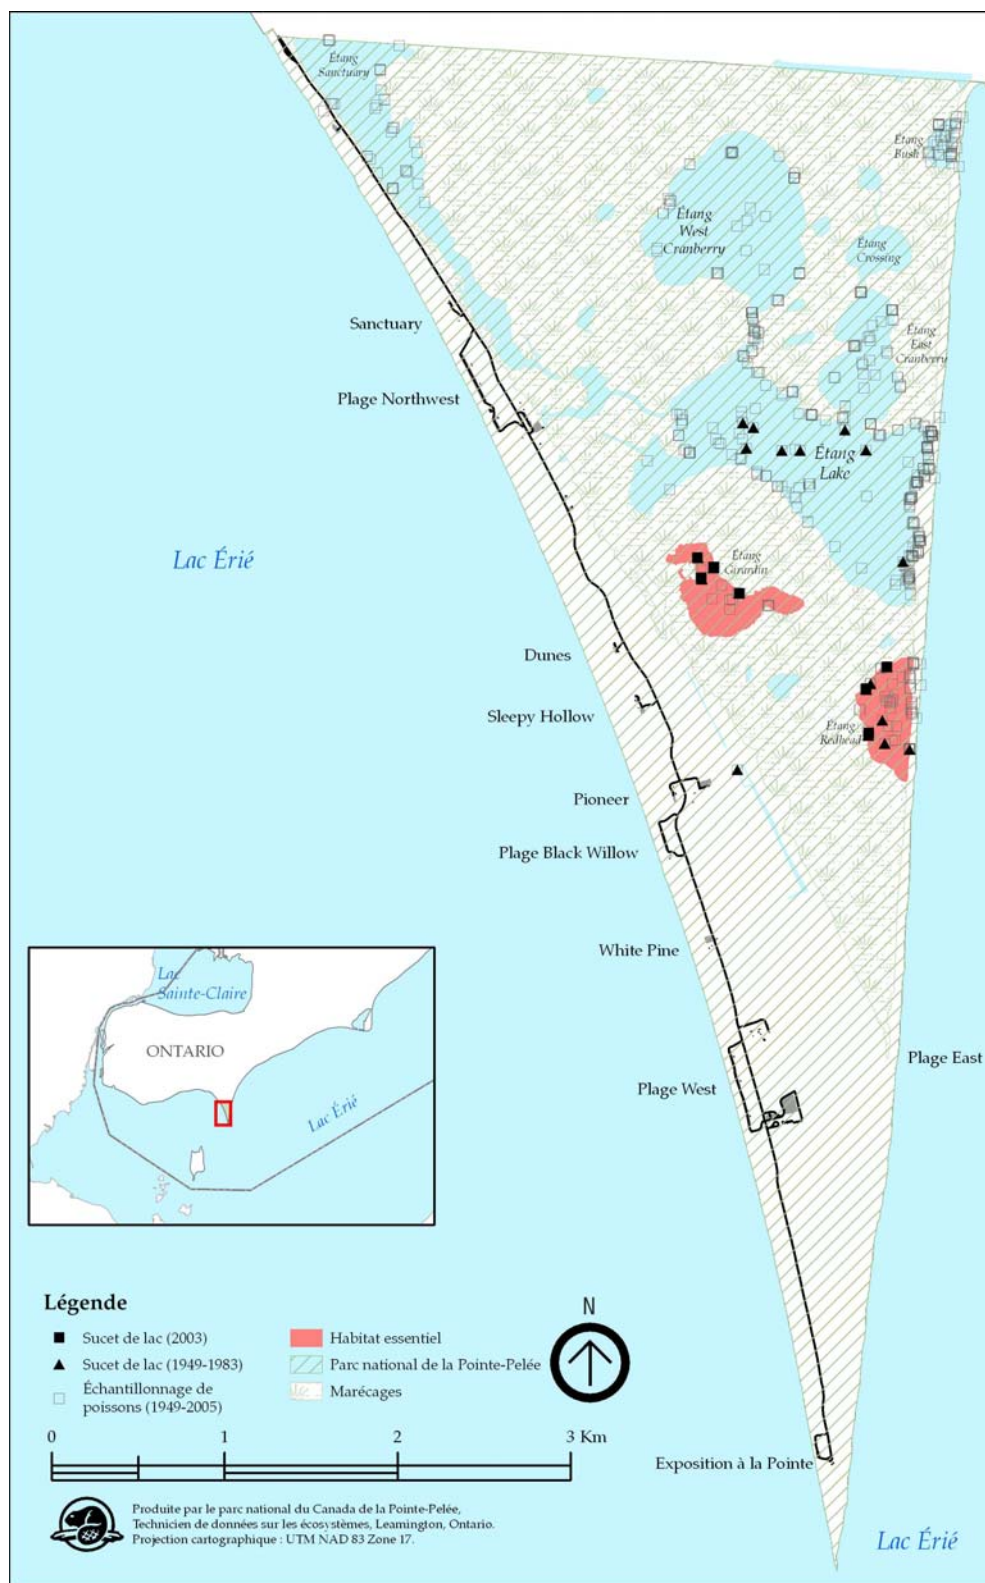 Étang
Sanctuary
Étang
Bush
Étang
West
Cranberry
Étang
Crossing
Sanctuary
Étang
East
Cranberry
Plage Northwest
Étang
Lake
Lac Érié
Étang
Girardin
Dunes
Sleepy Hollow
Étang
Redhead
Pioneer
Plage Black Willow
White Pine
Lac
Sainte-Claire
ONTARIO
Lac Érié
Plage East
Plage West
Légende
Sucet de lac (2003)
Sucet de lac (1949-1983)
Échantillonnage de
poissons (1949-2005)
Habitat essentiel
Parc national de la Pointe-Pelée
Marécages
N
0 1 2 3 Km
Exposition à la Pointe
Produite par le parc national du Canada de la Pointe-Pelée,
Technicien de données sur les écosystèmes, Leamington, Ontario.
Projection cartographique : UTM NAD 83 Zone 17.
Lac Érié